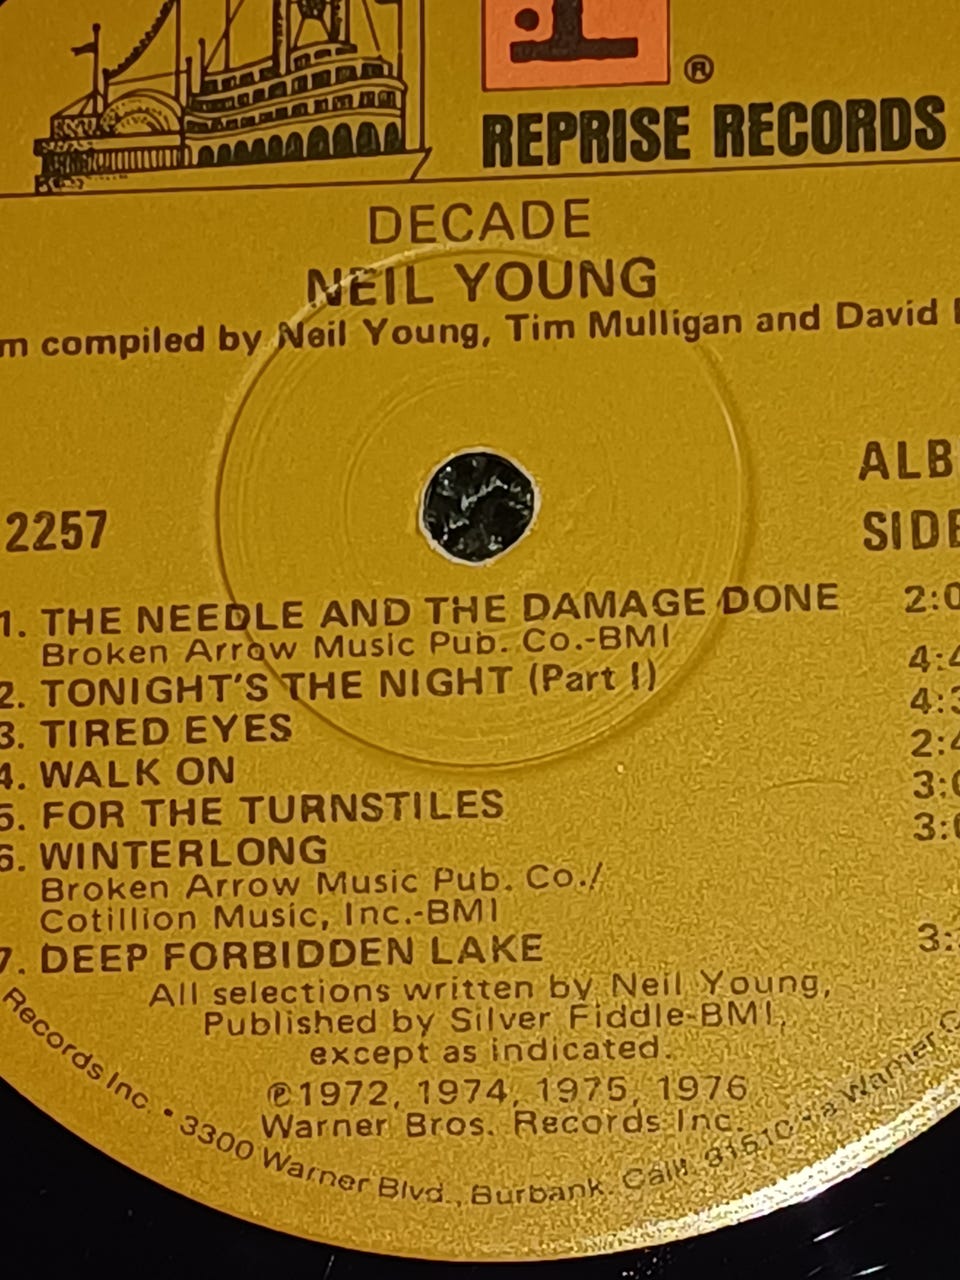 REPRISE RECORDS
DECADE
NEIL YOUNG
compiled by Neil Young, Tim Mulligan and David
2257
SIDE
1. THE NEEDLE AND THE DAMAGE DONE
Broken Arrow Music Pub. Co.-BMI
2. TONIGHT'S THE NIGHT (Part I)
3. TIRED EYES
4. WALK ON
5. FOR THE TURNSTILES
6. WINTERLONG
Broken Arrow Music Pub. Co./
Cotillion Music, Inc.-BMI
7. DEEP FORBIDDEN LAKE
All selections written by Neil Young,
Published by Silver Fiddle-BMI,
except as indicated.
℗1972, 1974, 1975, 1976
Warner Bros. Records Inc.
Records Inc. • 3300 Warner Blvd., Burbank, Calif. 91510 • a Warner